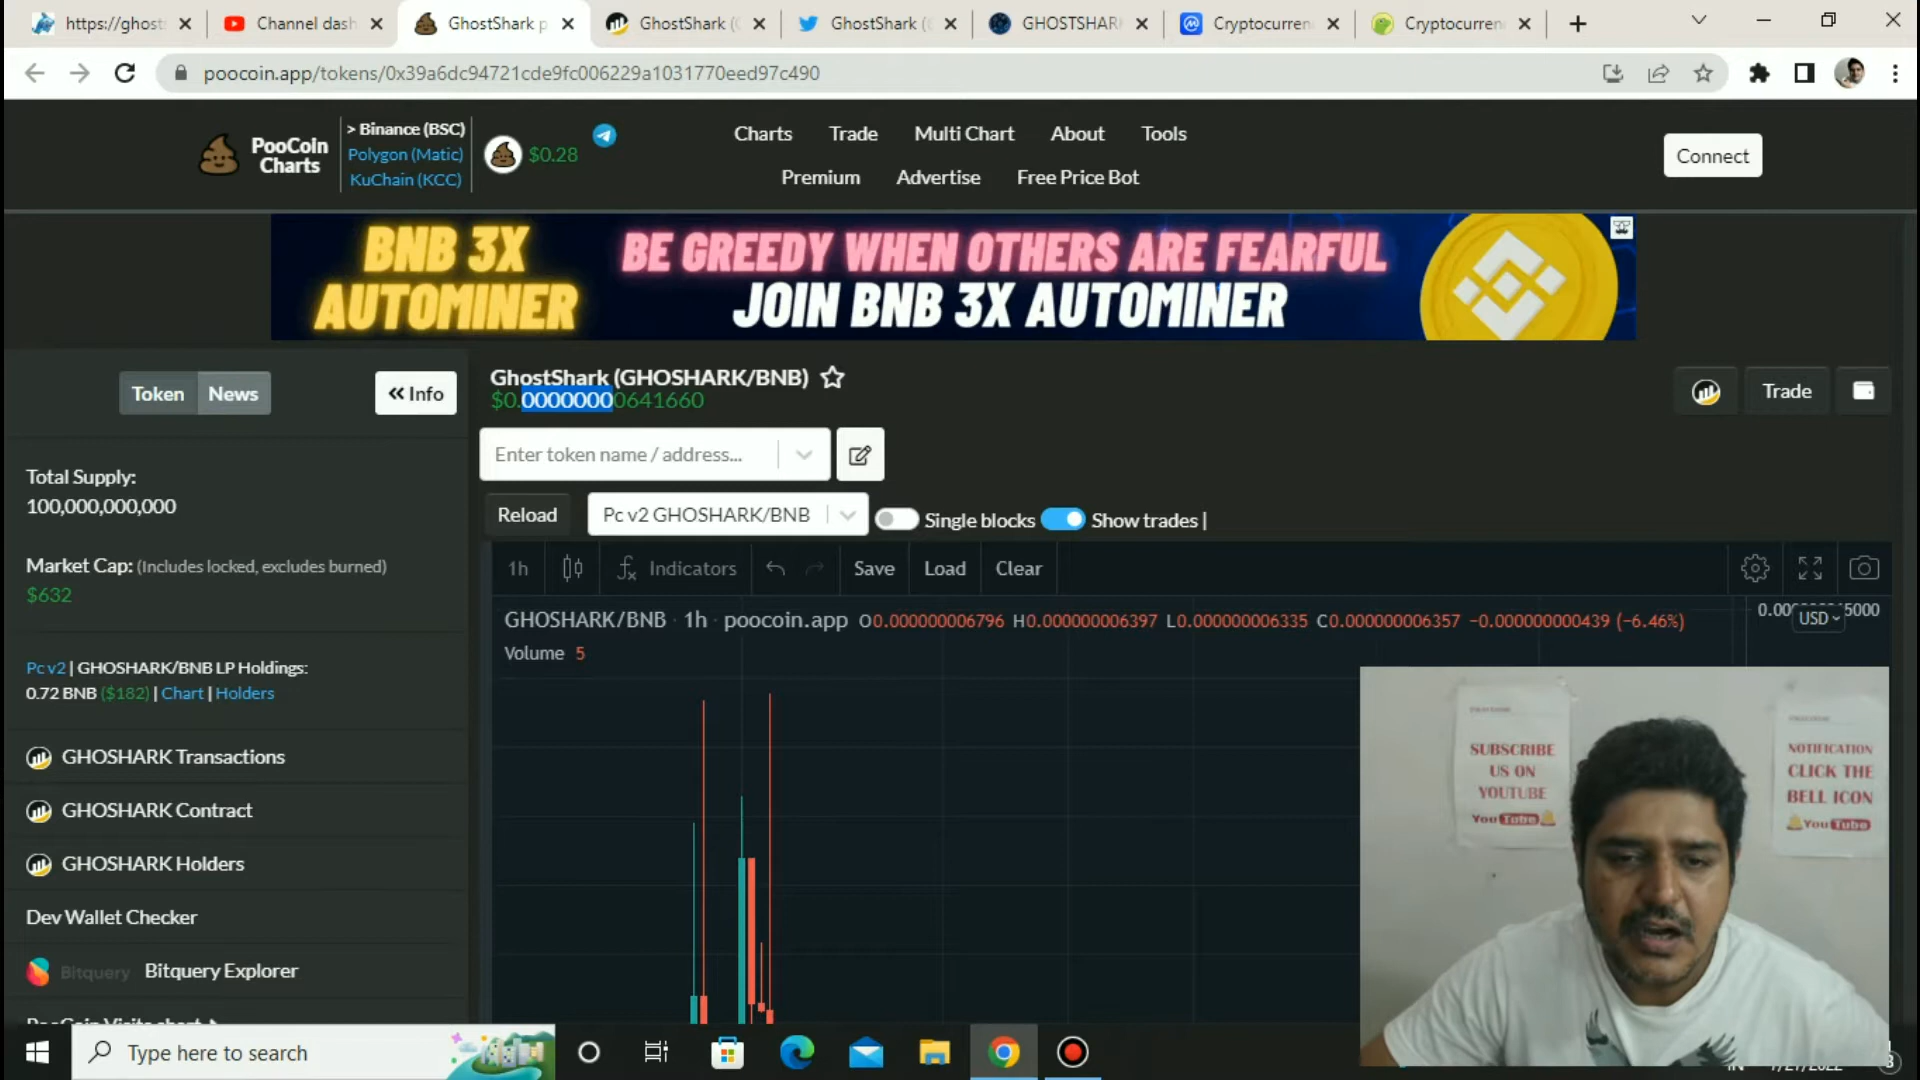 https://ghost
Channel dash
GhostShark p
GhostShark (
GhostShark (
GHOSTSHAR
Cryptocurren
Cryptocurren
poocoin.app/tokens/0x39a6dc94721cde9fc006229a1031770eed97c490
PooCoin
Charts
> Binance (BSC)
Polygon (Matic)
KuChain (KCC)
$0.28
Charts
Trade
Multi Chart
About
Tools
Premium
Advertise
Free Price Bot
Connect
BNB 3X
AUTOMINER
BE GREEDY WHEN OTHERS ARE FEARFUL
JOIN BNB 3X AUTOMINER
Token
News
Info
GhostShark (GHOSHARK/BNB)
$0.00000000641660
Trade
Enter token name / address...
Reload
Pc v2 GHOSHARK/BNB
Single blocks
Show trades |
Total Supply:
100,000,000,000
Market Cap: (Includes locked, excludes burned)
$632
Pc v2 | GHOSHARK/BNB LP Holdings:
0.72 BNB ($182) | Chart | Holders
GHOSHARK Transactions
GHOSHARK Contract
GHOSHARK Holders
Dev Wallet Checker
Bitquery Bitquery Explorer
PooCoin Visits chart
1h
Indicators
Save
Load
Clear
GHOSHARK/BNB · 1h · poocoin.app O0.000000006796 H0.000000006397 L0.000000006335 C0.000000006357 −0.000000000439 (−6.46%)
USD
Volume 5
SUBSCRIBE
US ON
YOUTUBE
YouTube
NOTIFICATION
CLICK THE
BELL ICON
YouTube
Type here to search